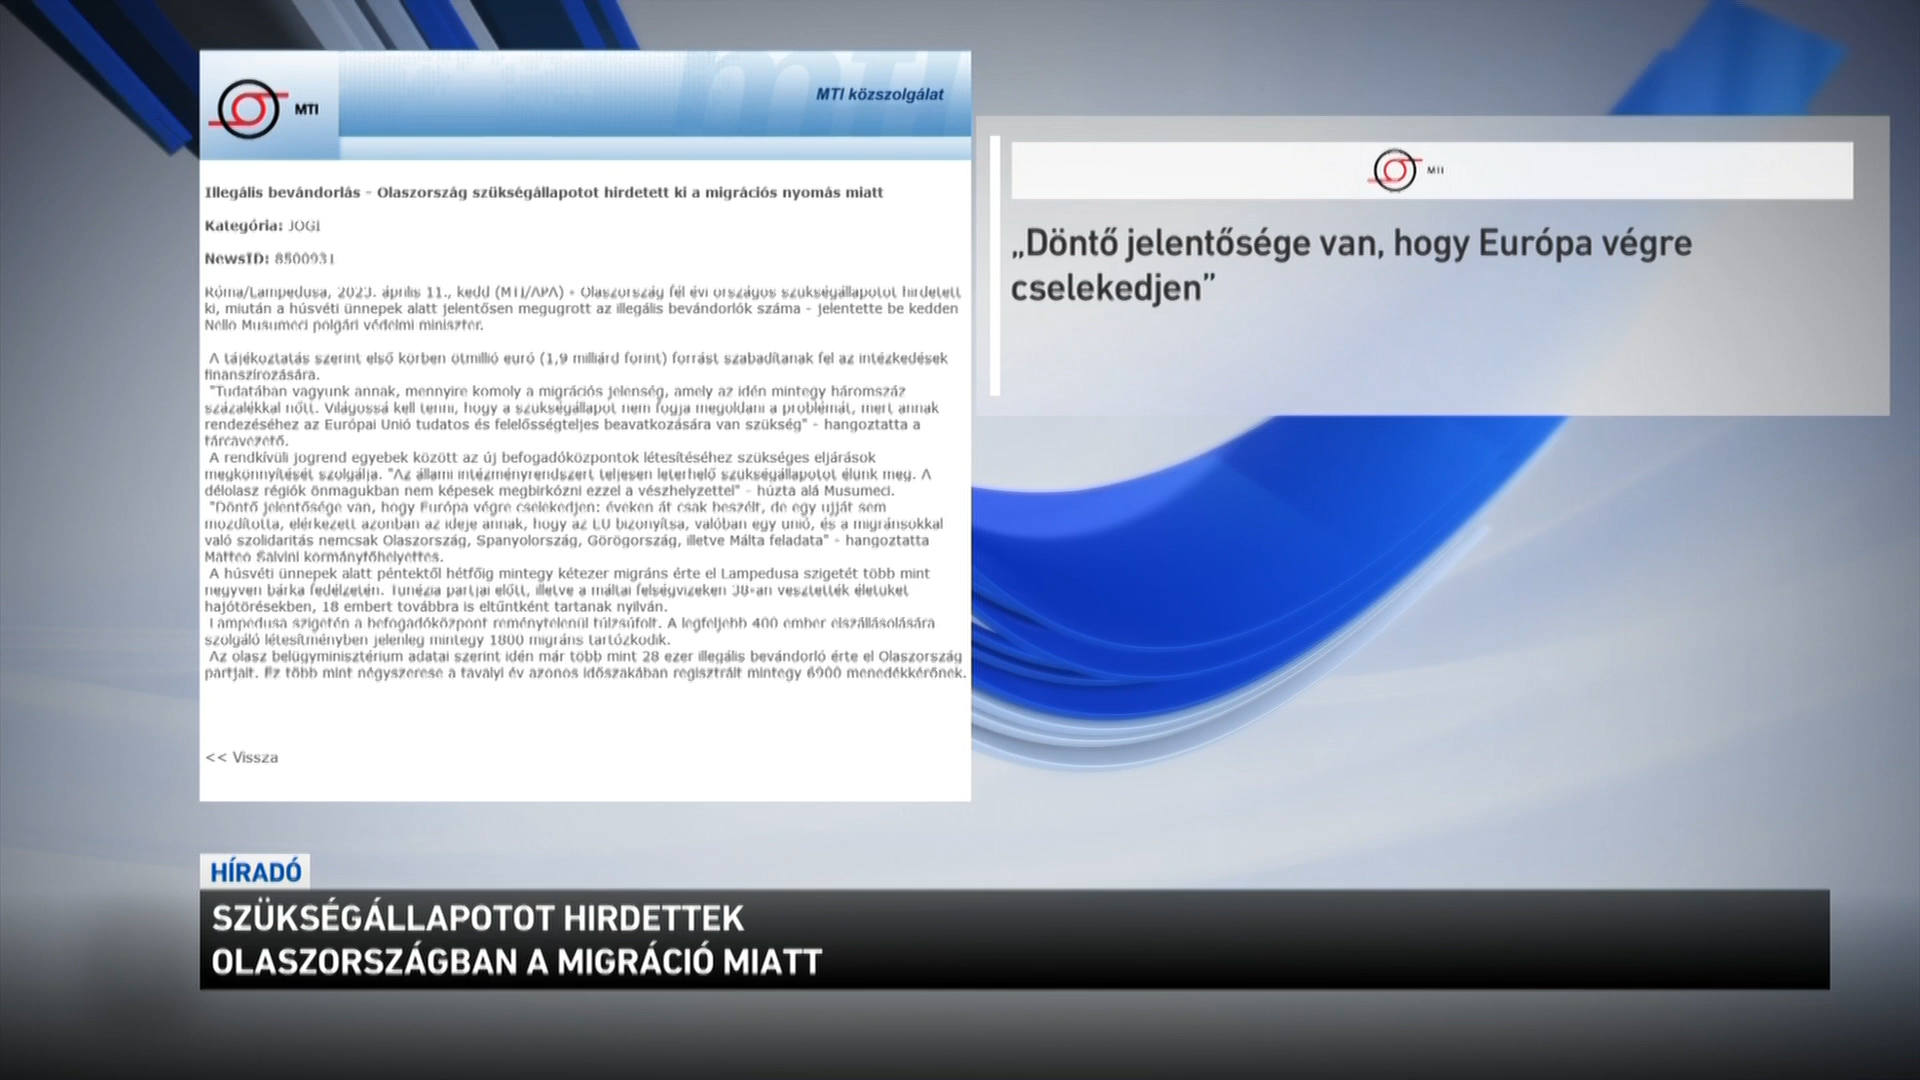 MTI
MTI közszolgálat
Illegális bevándorlás - Olaszország szükségállapotot hirdetett ki a migrációs nyomás miatt
Kategória: JOGI
NewsID: 8500931
Róma/Lampedusa, 2023. április 11., kedd (MTI/APA) - Olaszország fél évi országos szükségállapotot hirdetett
ki, miután a húsvéti ünnepek alatt jelentősen megugrott az illegális bevándorlók száma - jelentette be kedden
Nello Musumeci polgári védelmi miniszter.
A tájékoztatás szerint első körben ötmillió euró (1,9 milliárd forint) forrást szabadítanak fel az intézkedések
finanszírozására.
"Tudatában vagyunk annak, mennyire komoly a migrációs jelenség, amely az idén mintegy háromszáz
százalékkal nőtt. Világossá kell tenni, hogy a szükségállapot nem fogja megoldani a problémát, mert annak
rendezéséhez az Európai Unió tudatos és felelősségteljes beavatkozására van szükség" - hangoztatta a
tárcavezető.
A rendkívüli jogrend egyebek között az új befogadóközpontok létesítéséhez szükséges eljárások
megkönnyítését szolgálja. "Az állami intézményrendszert teljesen leterhelő szükségállapotot élünk meg. A
délolasz régiók önmagukban nem képesek megbirkózni ezzel a vészhelyzettel" - húzta alá Musumeci.
"Döntő jelentősége van, hogy Európa végre cselekedjen: éveken át csak beszélt, de egy ujját sem
mozdította, elérkezett azonban az ideje annak, hogy az EU bizonyítsa, valóban egy unió, és a migránsokkal
való szolidaritás nemcsak Olaszország, Spanyolország, Görögország, illetve Málta feladata" - hangoztatta
Matteo Salvini kormányfőhelyettes.
A húsvéti ünnepek alatt péntektől hétfőig mintegy kétezer migráns érte el Lampedusa szigetét több mint
negyven bárka fedélzetén. Tunézia partjai előtt, illetve a máltai felségvizeken 38-an vesztették életüket
hajótörésekben, 18 embert továbbra is eltűntként tartanak nyilván.
Lampedusa szigetén a befogadóközpont reménytelenül túlzsúfolt. A legfeljebb 400 ember elszállásolására
szolgáló létesítményben jelenleg mintegy 1800 migráns tartózkodik.
Az olasz belügyminisztérium adatai szerint idén már több mint 28 ezer illegális bevándorló érte el Olaszország
partjait. Ez több mint négyszerese a tavalyi év azonos időszakában regisztrált mintegy 6900 menedékkérőnek.
<< Vissza
MTI
„Döntő jelentősége van, hogy Európa végre
cselekedjen”
HÍRADÓ
SZÜKSÉGÁLLAPOTOT HIRDETTEK
OLASZORSZÁGBAN A MIGRÁCIÓ MIATT